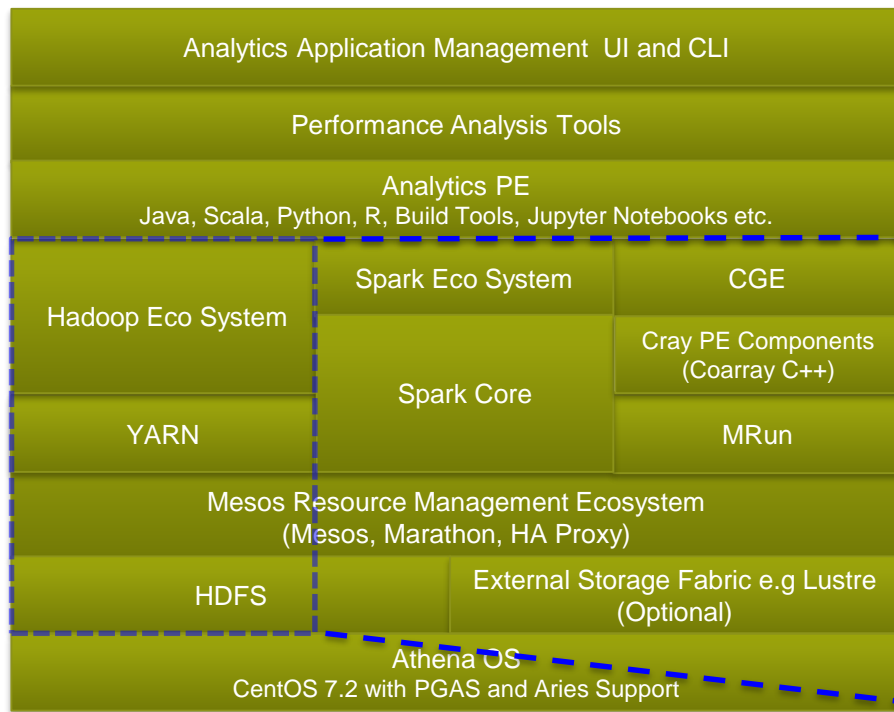 Analytics Application Management UI and CLI
Performance Analysis Tools
Analytics PE
Java, Scala, Python, R, Build Tools, Jupyter Notebooks etc.
Hadoop Eco System
Spark Eco System
CGE
Cray PE Components
(Coarray C++)
Spark Core
YARN
MRun
Mesos Resource Management Ecosystem
(Mesos, Marathon, HA Proxy)
HDFS
External Storage Fabric e.g Lustre
(Optional)
Athena OS
CentOS 7.2 with PGAS and Aries Support